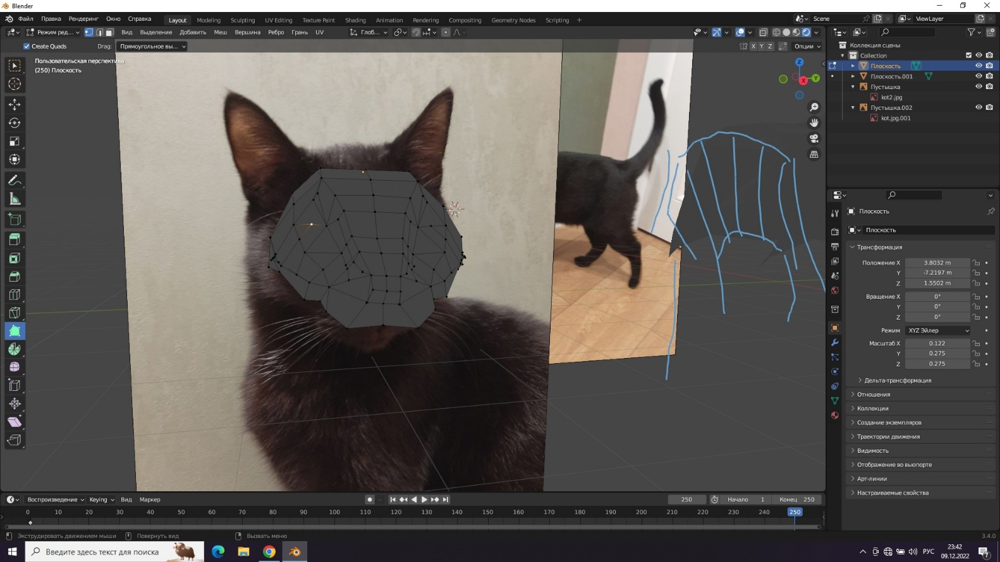 Blender
Файл Правка Рендеринг Окно Справка Layout Modeling Sculpting UV Editing Texture Paint Shading Animation Rendering Compositing Geometry Nodes Scripting + Scene ViewLayer
Режим ред... Вид Выделение Добавить Меш Вершина Ребро Грань UV Глоб...
Create Quads Drag: Прямоугольное вы... X Y Z Опции
Пользовательская перспектива
(250) Плоскость
Z
X Y
Коллекция сцены
Collection
Плоскость
Плоскость.001
Пустышка
kot2.jpg
Пустышка.002
kot.jpg.001
Плоскость
Плоскость
Трансформация
Положение X 3.8032 m
Y -7.2197 m
Z 1.5502 m
Вращение X 0°
Y 0°
Z 0°
Режим XYZ Эйлер
Масштаб X 0.122
Y 0.275
Z 0.275
Дельта-трансформация
Отношения
Коллекции
Создание экземпляров
Траектории движения
Видимость
Отображение во вьюпорте
Арт-линии
Настраиваемые свойства
Воспроизведение Keying Вид Маркер 250 Начало 1 Конец 250
0 10 20 30 40 50 60 70 80 90 100 110 120 130 140 150 160 170 180 190 200 210 220 230 240 250
Экструдировать движением мыши Повернуть вид Вызвать меню 3.4.0
Введите здесь текст для поиска
РУС
23:42
09.12.2022
7